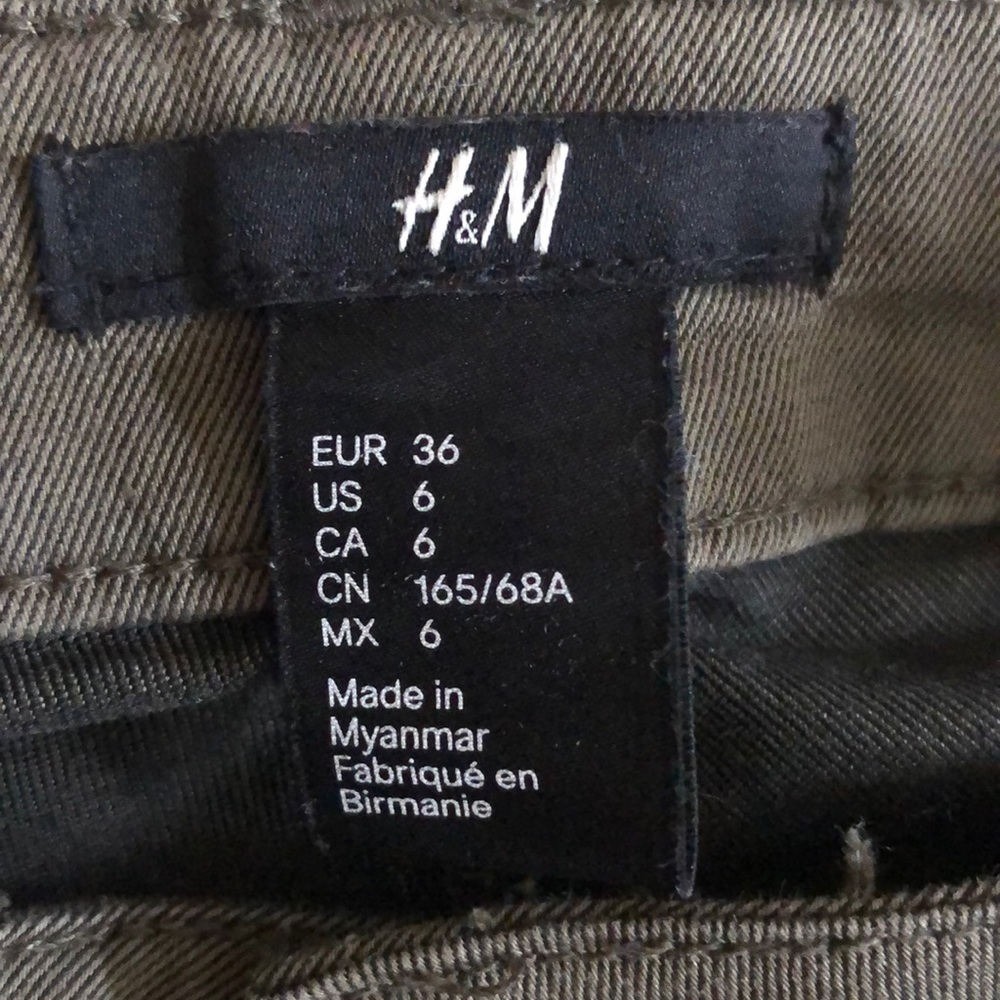 H&M
EUR 36
US 6
CA 6
CN 165/68A
MX 6
Made in
Myanmar
Fabriqué en
Birmanie